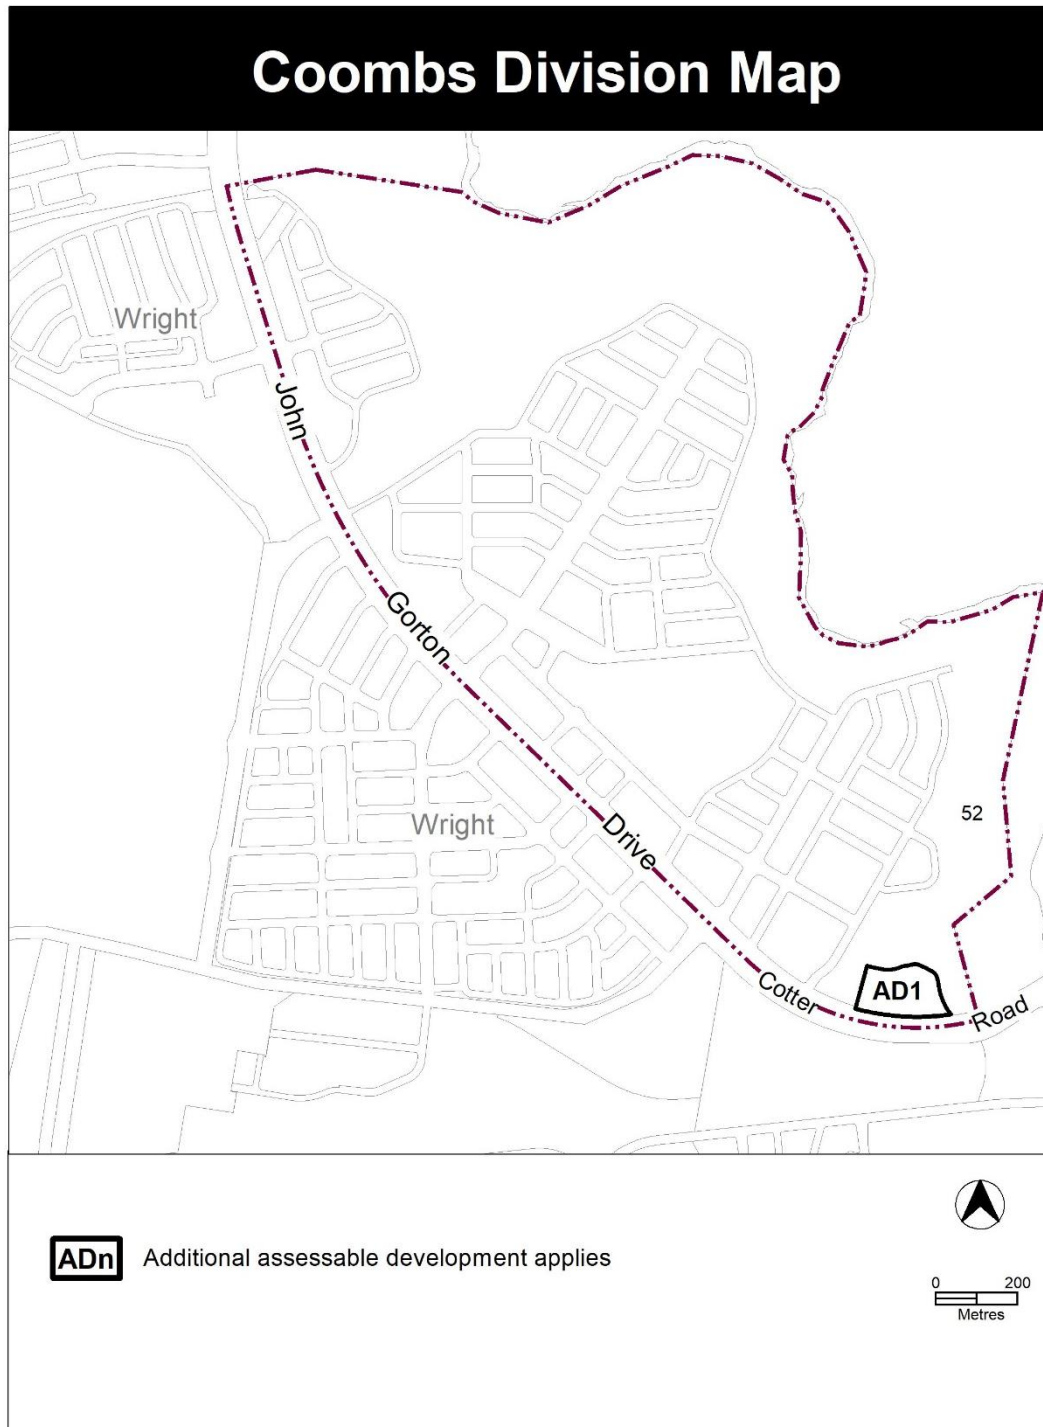 Coombs Division Map
Wright
John
Gorton
Wright
Drive
52
Cotter
AD1
Road
ADn Additional assessable development applies
0 200
Metres